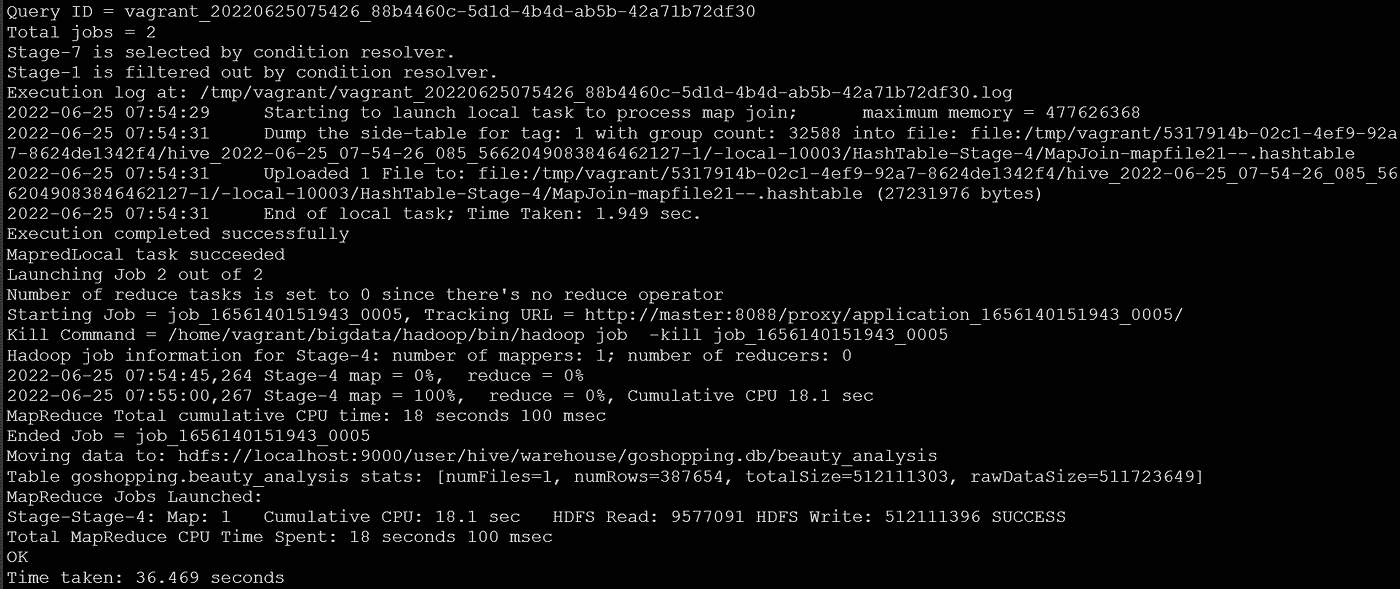 Query ID = vagrant_20220625075426_88b4460c-5d1d-4b4d-ab5b-42a71b72df30
Total jobs = 2
Stage-7 is selected by condition resolver.
Stage-1 is filtered out by condition resolver.
Execution log at: /tmp/vagrant/vagrant_20220625075426_88b4460c-5d1d-4b4d-ab5b-42a71b72df30.log
2022-06-25 07:54:29     Starting to launch local task to process map join;      maximum memory = 477626368
2022-06-25 07:54:31     Dump the side-table for tag: 1 with group count: 32588 into file: file:/tmp/vagrant/5317914b-02c1-4ef9-92a
7-8624de1342f4/hive_2022-06-25_07-54-26_085_5662049083846462127-1/-local-10003/HashTable-Stage-4/MapJoin-mapfile21--.hashtable
2022-06-25 07:54:31     Uploaded 1 File to: file:/tmp/vagrant/5317914b-02c1-4ef9-92a7-8624de1342f4/hive_2022-06-25_07-54-26_085_56
62049083846462127-1/-local-10003/HashTable-Stage-4/MapJoin-mapfile21--.hashtable (27231976 bytes)
2022-06-25 07:54:31     End of local task; Time Taken: 1.949 sec.
Execution completed successfully
MapredLocal task succeeded
Launching Job 2 out of 2
Number of reduce tasks is set to 0 since there's no reduce operator
Starting Job = job_1656140151943_0005, Tracking URL = http://master:8088/proxy/application_1656140151943_0005/
Kill Command = /home/vagrant/bigdata/hadoop/bin/hadoop job  -kill job_1656140151943_0005
Hadoop job information for Stage-4: number of mappers: 1; number of reducers: 0
2022-06-25 07:54:45,264 Stage-4 map = 0%,  reduce = 0%
2022-06-25 07:55:00,267 Stage-4 map = 100%,  reduce = 0%, Cumulative CPU 18.1 sec
MapReduce Total cumulative CPU time: 18 seconds 100 msec
Ended Job = job_1656140151943_0005
Moving data to: hdfs://localhost:9000/user/hive/warehouse/goshopping.db/beauty_analysis
Table goshopping.beauty_analysis stats: [numFiles=1, numRows=387654, totalSize=512111303, rawDataSize=511723649]
MapReduce Jobs Launched:
Stage-Stage-4: Map: 1   Cumulative CPU: 18.1 sec   HDFS Read: 9577091 HDFS Write: 512111396 SUCCESS
Total MapReduce CPU Time Spent: 18 seconds 100 msec
OK
Time taken: 36.469 seconds